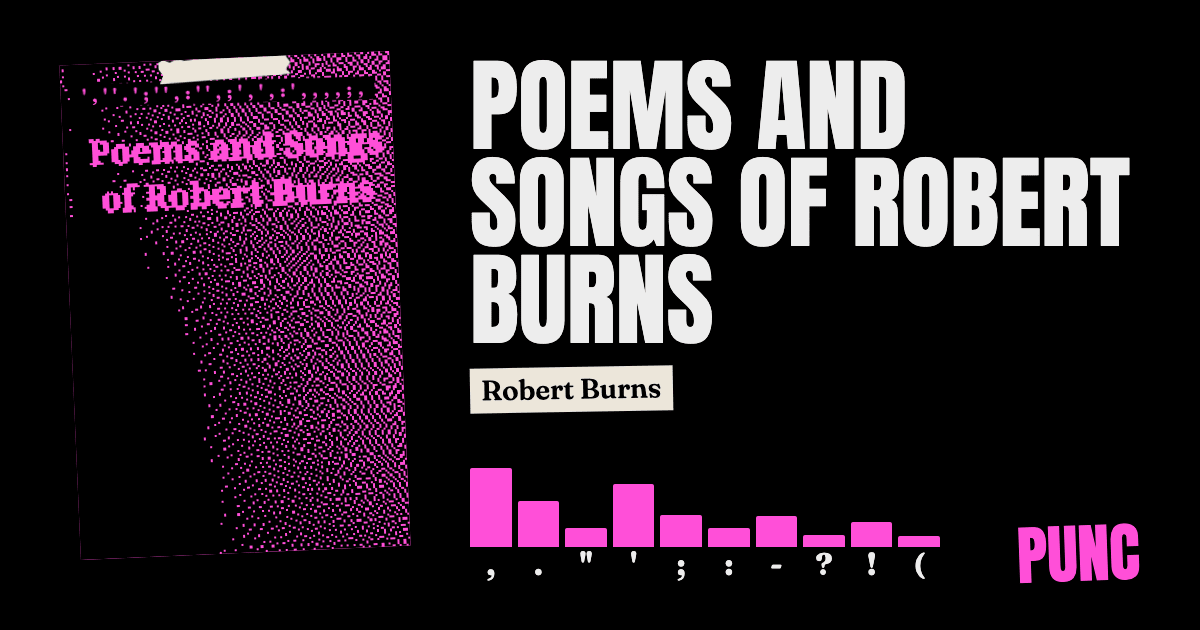 ','''.';'',:'',;',',:',,,,;,
Poems and Songs
of Robert Burns
POEMS AND
SONGS OF ROBERT
BURNS
Robert Burns
, . " ' ; : - ? ! (
PUNC